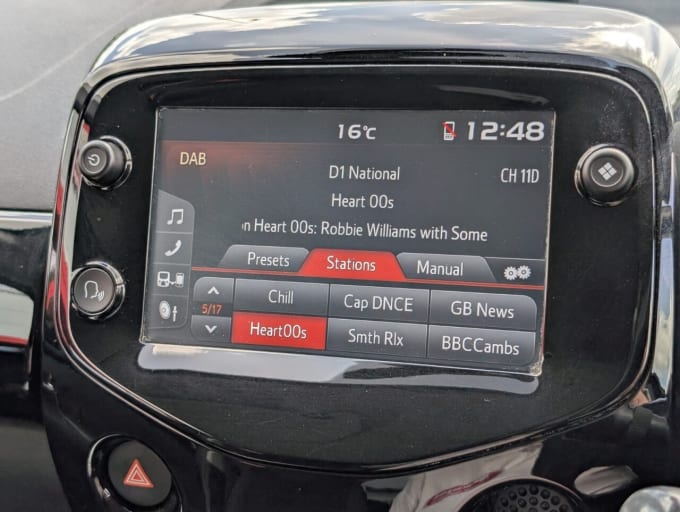 16°C 12:48
DAB
D1 National CH 11D
Heart 00s
n Heart 00s: Robbie Williams with Some
Presets Stations Manual
Chill Cap DNCE GB News
5/17
Heart00s Smth Rlx BBCCambs